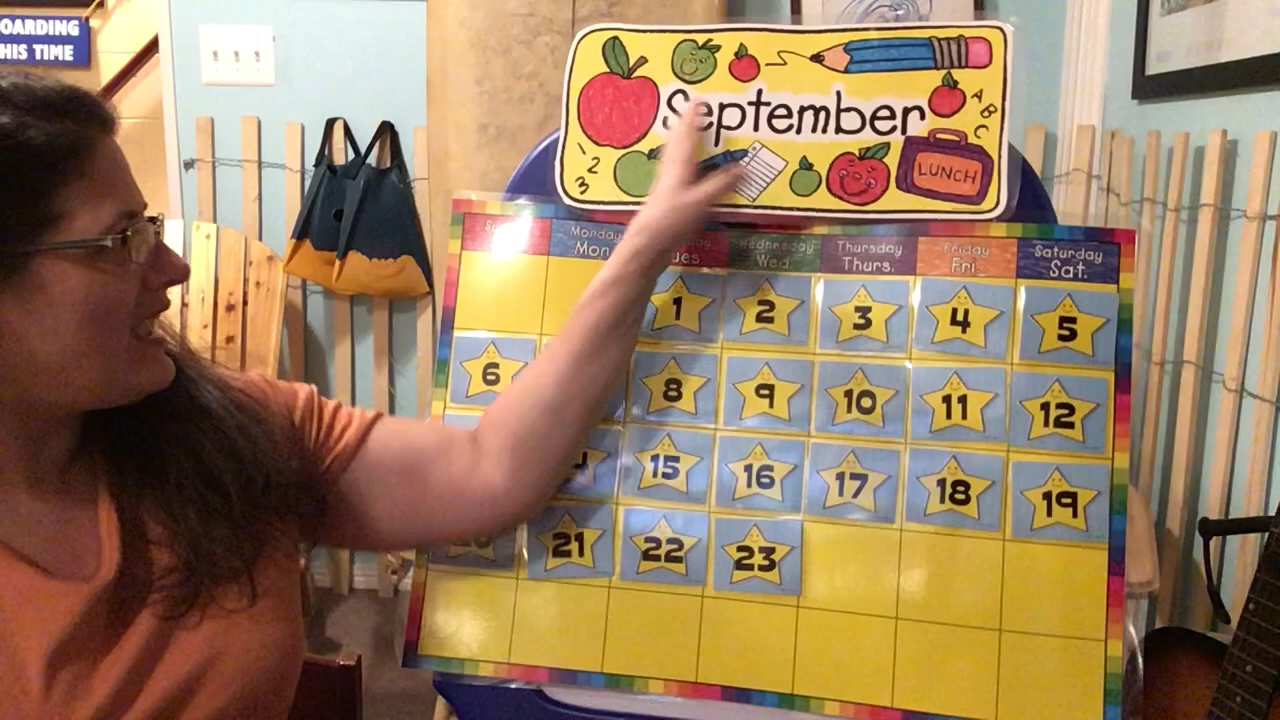 OARDING
HIS TIME
September
A
B
C
1
2
3
LUNCH
Monday Wednesday Thursday Friday Saturday
Mon Wed. Thurs. Fri. Sat.
1 2 3 4 5
6 8 9 10 11 12
15 16 17 18 19
21 22 23